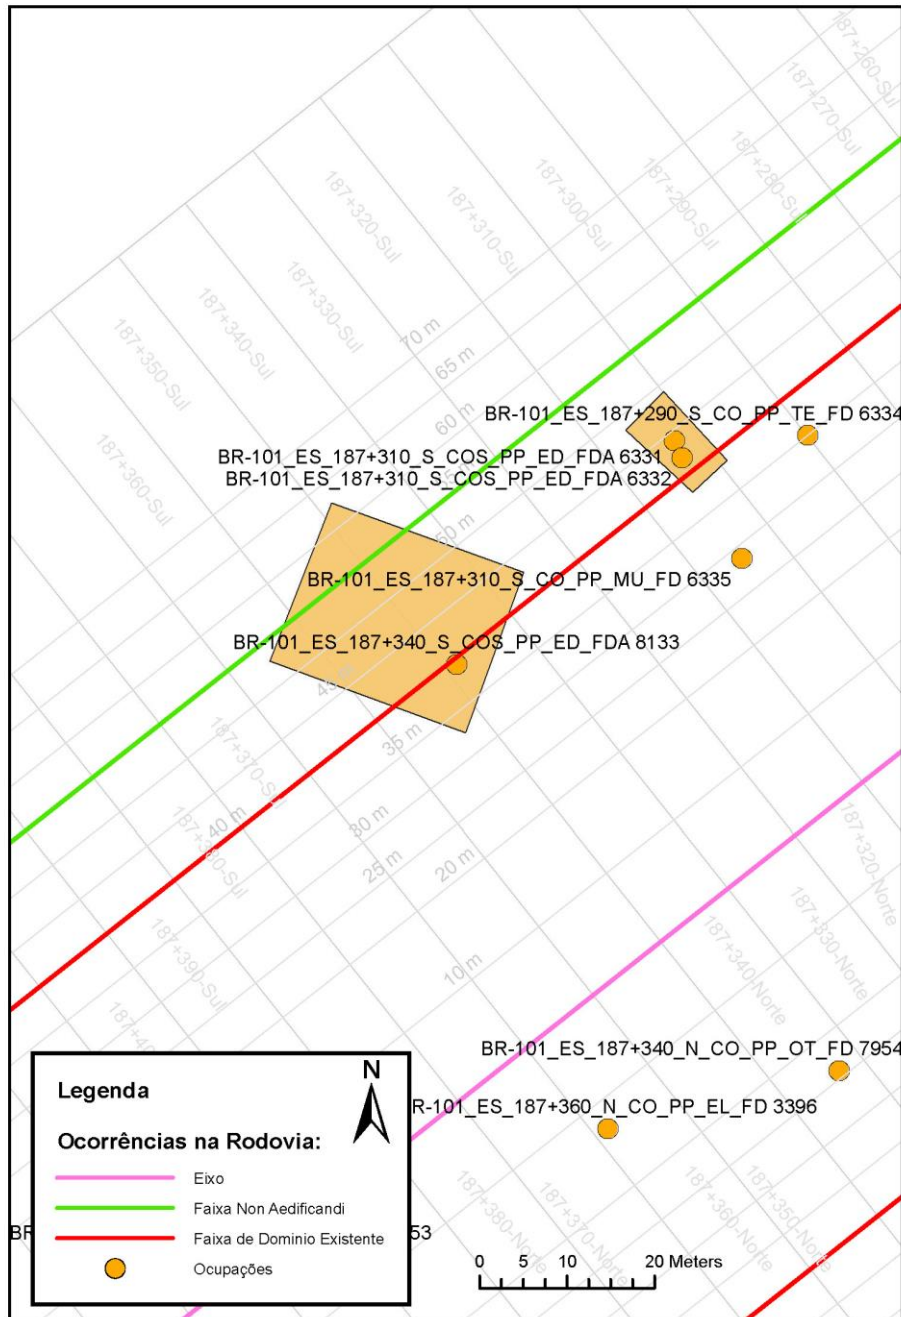 187+260-Sul
187+270-Sul
187+280-Sul
187+290-Sul
187+300-Sul
187+310-Sul
187+320-Sul
187+330-Sul
187+340-Sul
187+350-Sul
187+360-Sul
70 m
65 m
60 m
BR-101_ES_187+290_S_CO_PP_TE_FD 6334
BR-101_ES_187+310_S_COS_PP_ED_FDA 6331
BR-101_ES_187+310_S_COS_PP_ED_FDA 6332
50 m
BR-101_ES_187+310_S_CO_PP_MU_FD 6335
BR-101_ES_187+340_S_COS_PP_ED_FDA 8133
35 m
187+370-Sul
40 m
30 m
187+380-Sul
25 m
20 m
187+320-Norte
187+330-Norte
187+340-Norte
187+390-Sul
10 m
BR-101_ES_187+340_N_CO_PP_OT_FD 7954
R-101_ES_187+360_N_CO_PP_EL_FD 3396
187+380-Norte
187+370-Norte
187+360-Norte
187+350-Norte
N
Legenda
Ocorrências na Rodovia:
Eixo
Faixa Non Aedificandi
Faixa de Dominio Existente
Ocupações
BR
53
0 5 10 20 Meters